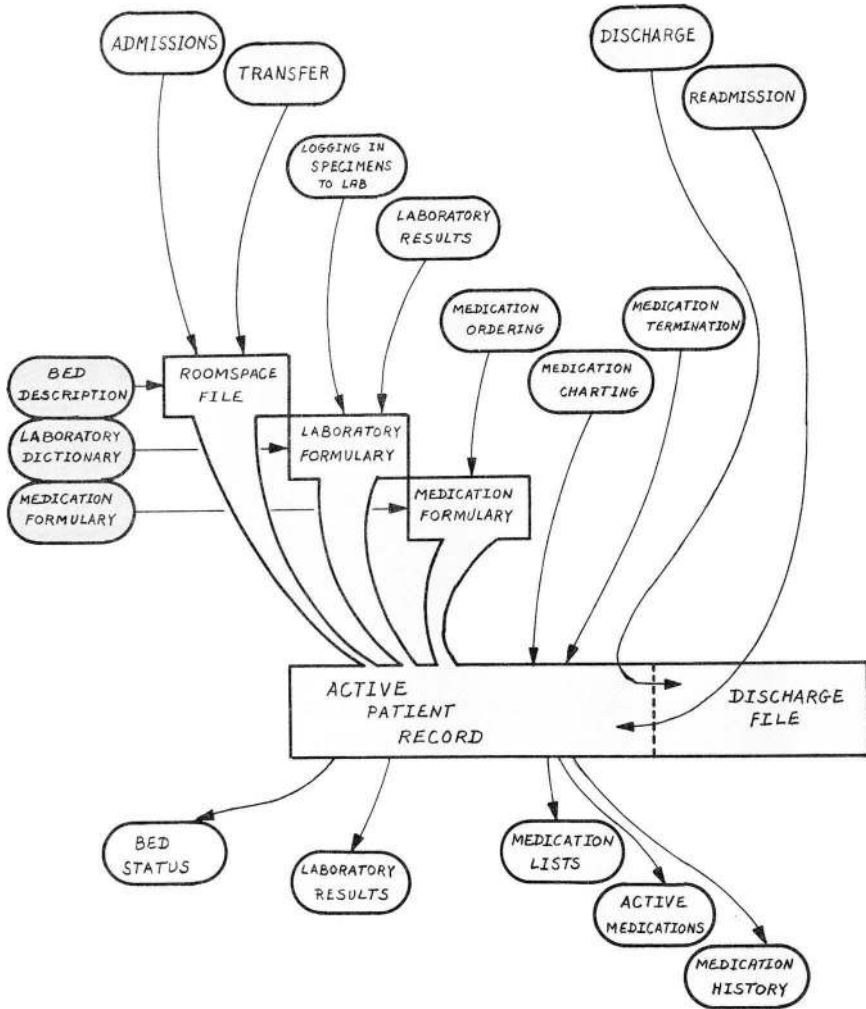 ADMISSIONS
TRANSFER
DISCHARGE
READMISSION
LOGGING IN
SPECIMENS
TO LAB
LABORATORY
RESULTS
MEDICATION
ORDERING
MEDICATION
TERMINATION
MEDICATION
CHARTING
BED
DESCRIPTION
ROOMSPACE
FILE
LABORATORY
DICTIONARY
LABORATORY
FORMULARY
MEDICATION
FORMULARY
MEDICATION
FORMULARY
ACTIVE
PATIENT
RECORD
DISCHARGE
FILE
BED
STATUS
LABORATORY
RESULTS
MEDICATION
LISTS
ACTIVE
MEDICATIONS
MEDICATION
HISTORY